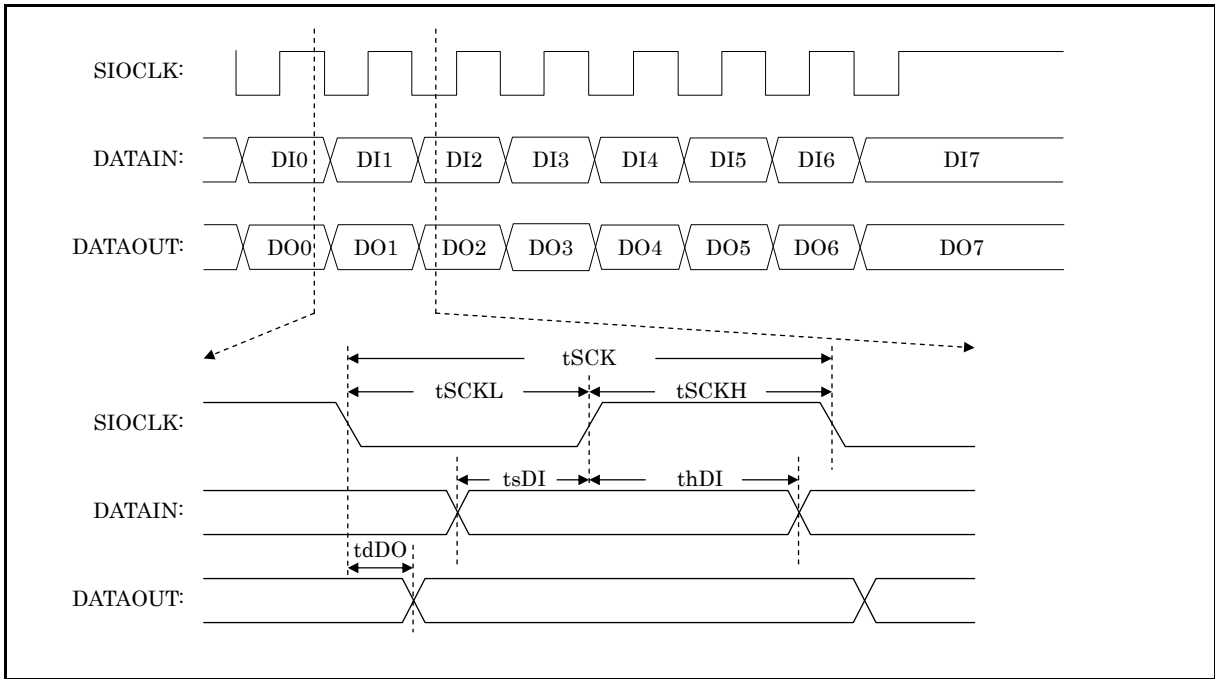 SIOCLK:
DATAIN: DI0 DI1 DI2 DI3 DI4 DI5 DI6 DI7
DATAOUT: DO0 DO1 DO2 DO3 DO4 DO5 DO6 DO7
tSCK
tSCKL tSCKH
SIOCLK:
tsDI thDI
DATAIN:
tdDO
DATAOUT: